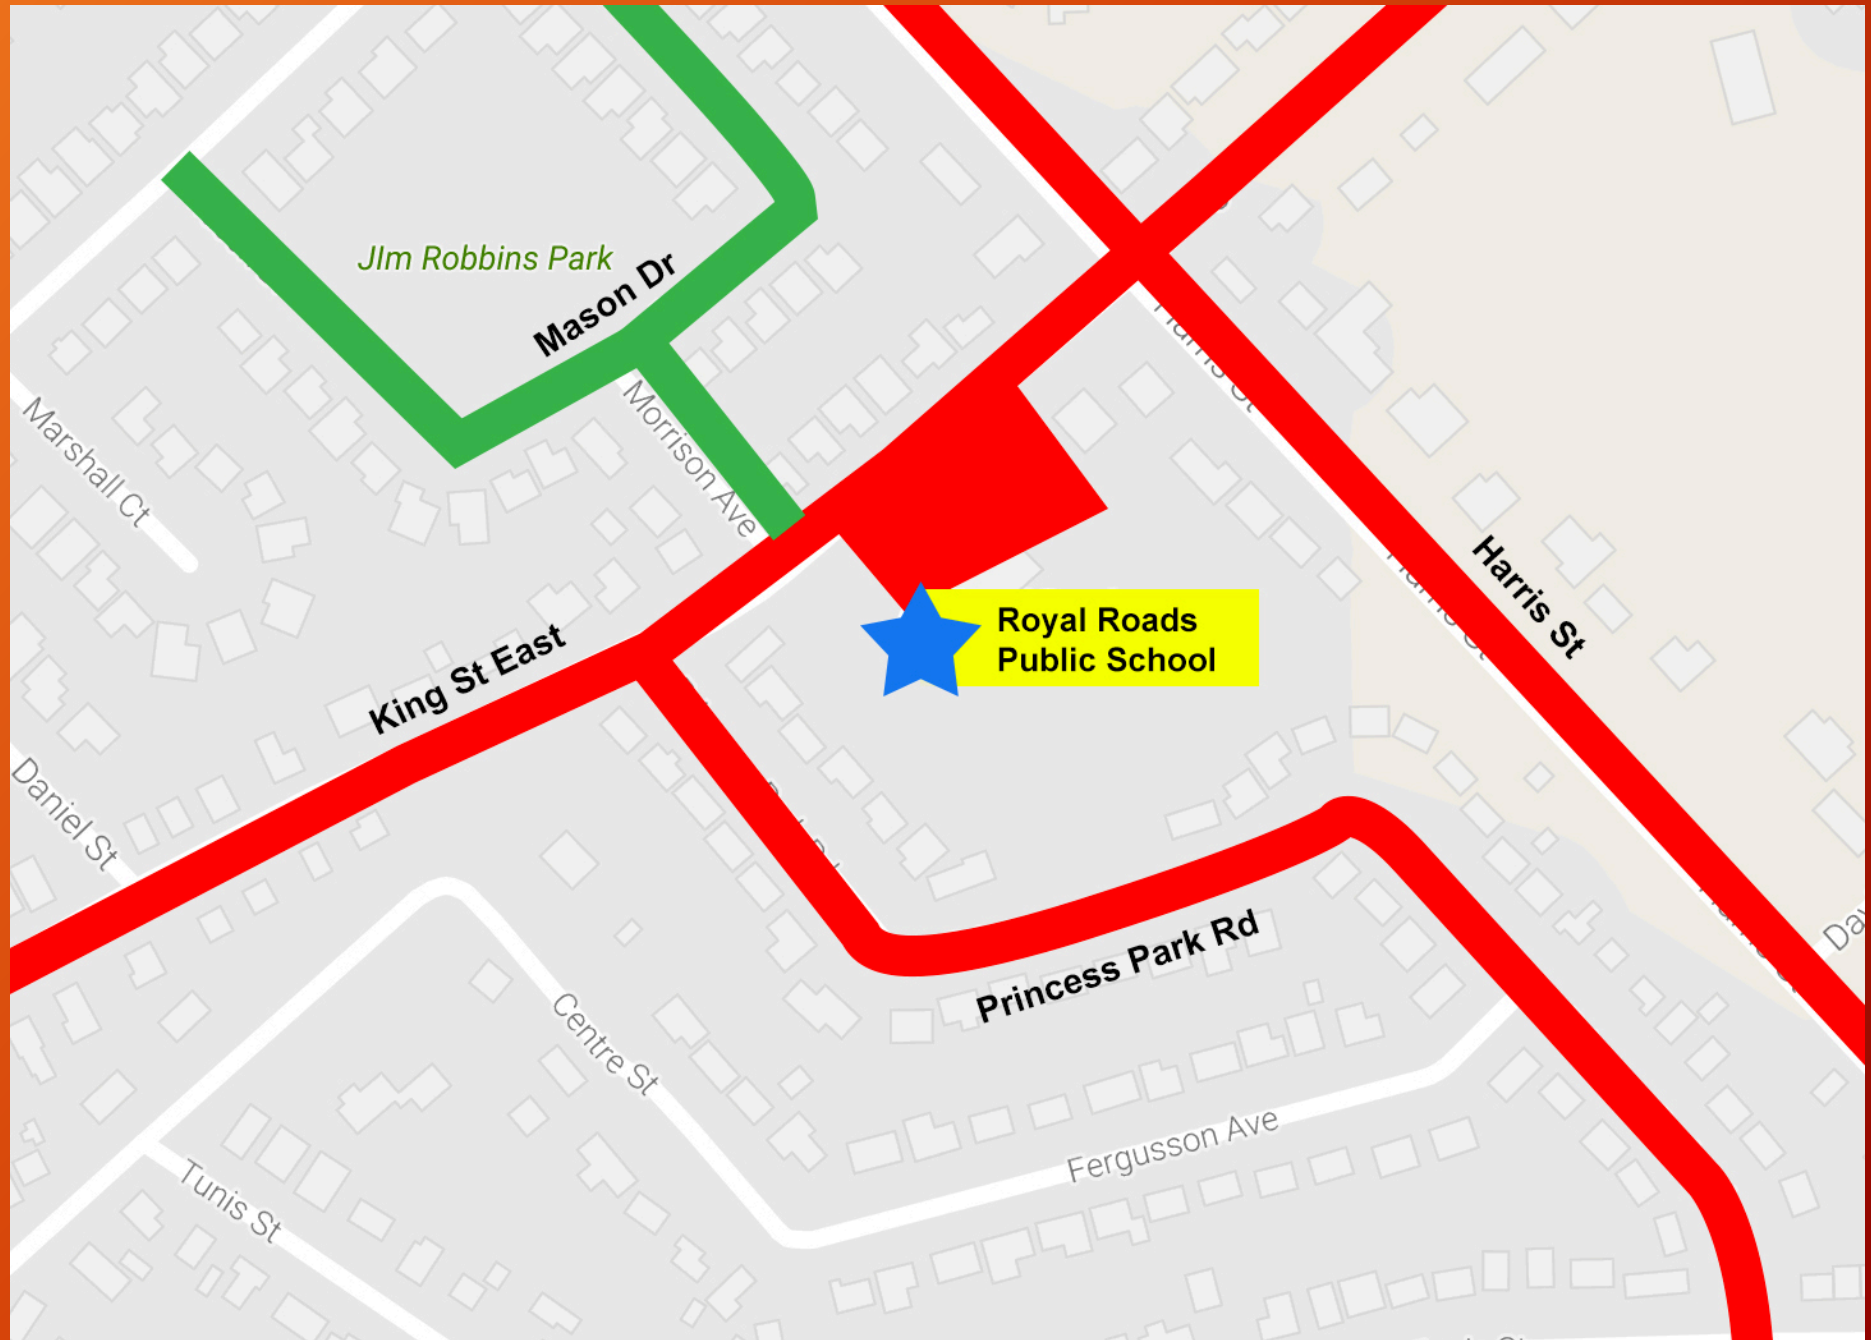 JIm Robbins Park
Mason Dr
Morrison Ave
Marshall Ct
Harris St
King St East
Royal Roads
Public School
Daniel St
Princess Park Rd
Centre St
Fergusson Ave
Tunis St